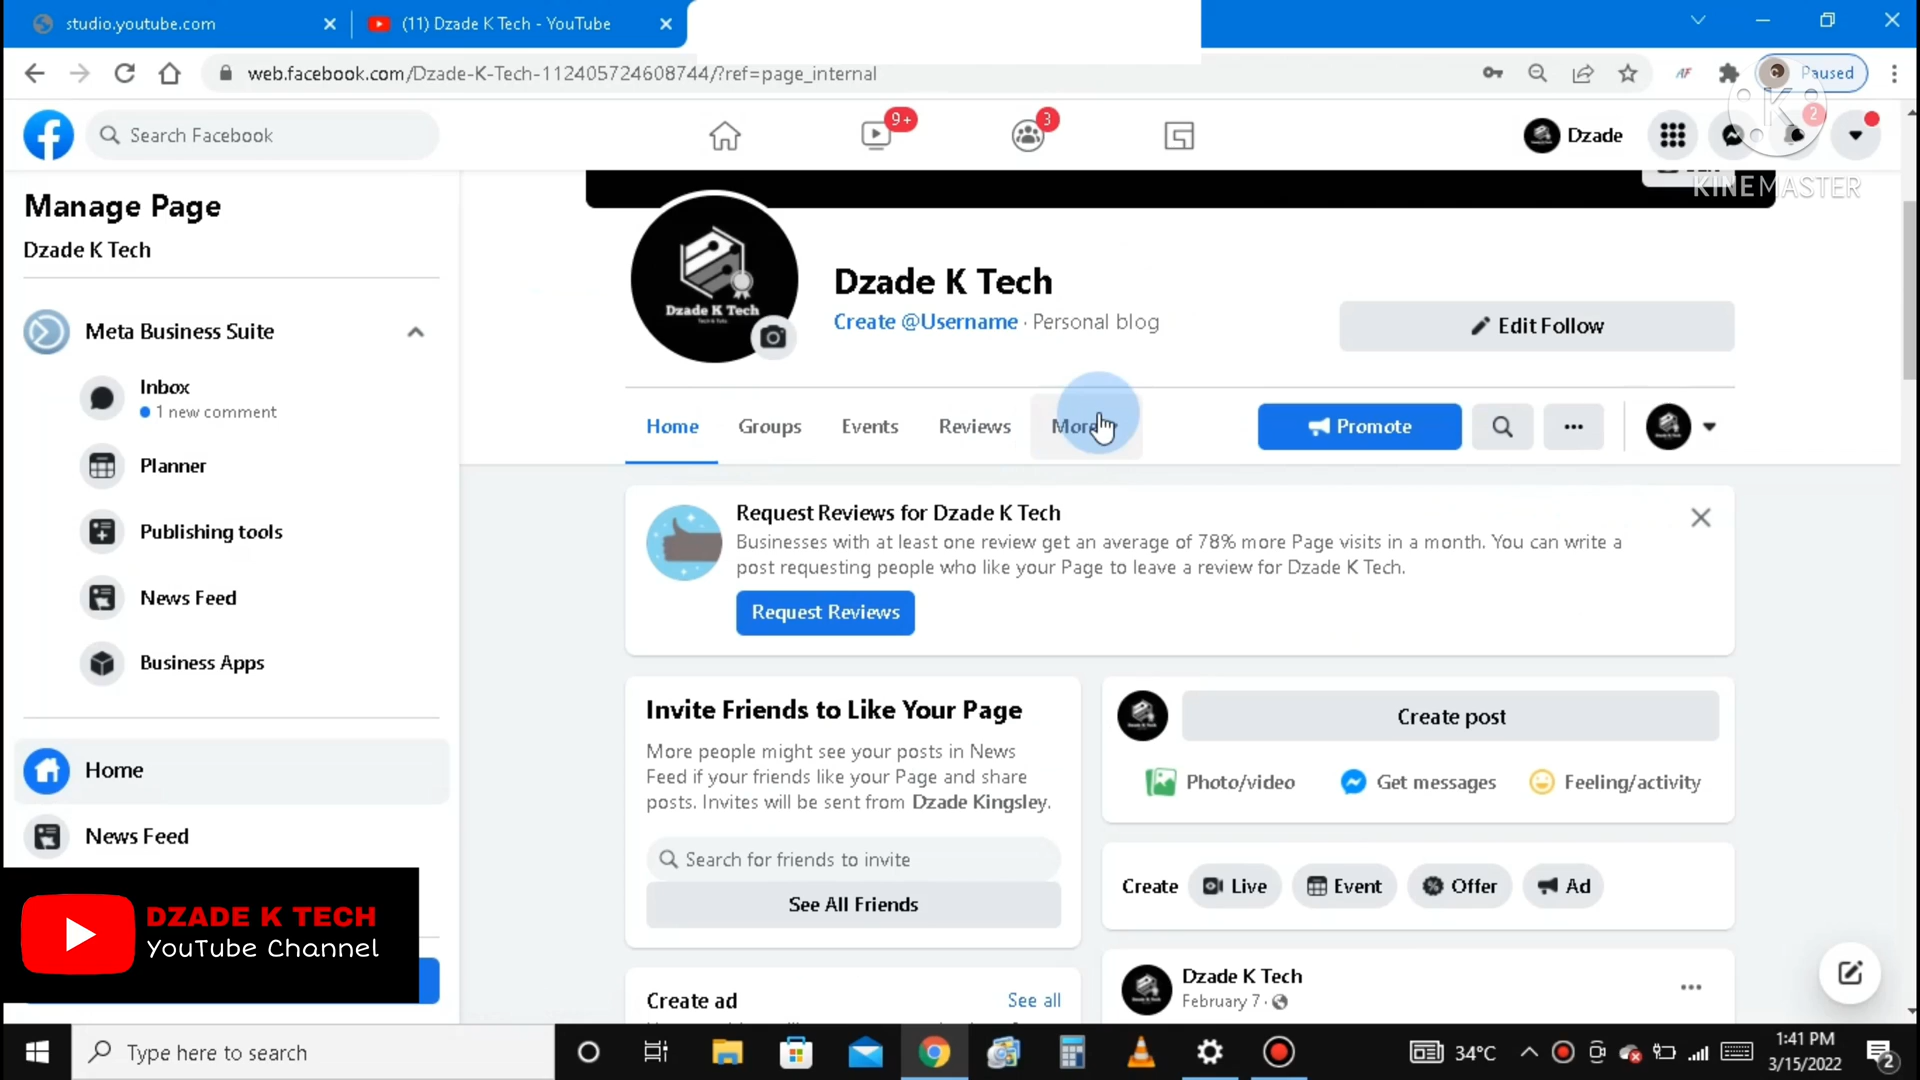 studio.youtube.com
(11) Dzade K Tech - YouTube
web.facebook.com/Dzade-K-Tech-112405724608744/?ref=page_internal
AF
Paused
Search Facebook
9+
3
Dzade
2
K
KINEMASTER
Manage Page
Dzade K Tech
Meta Business Suite
Inbox
1 new comment
Planner
Publishing tools
News Feed
Business Apps
Home
News Feed
DZADE K TECH
YouTube Channel
Dzade K Tech
Dzade K Tech
Create @Username · Personal blog
Edit Follow
Home
Groups
Events
Reviews
More
Promote
Request Reviews for Dzade K Tech
Businesses with at least one review get an average of 78% more Page visits in a month. You can write a
post requesting people who like your Page to leave a review for Dzade K Tech.
Request Reviews
Invite Friends to Like Your Page
More people might see your posts in News
Feed if your friends like your Page and share
posts. Invites will be sent from Dzade Kingsley.
Search for friends to invite
See All Friends
Create ad
See all
Create post
Photo/video
Get messages
Feeling/activity
Create
Live
Event
Offer
Ad
Dzade K Tech
February 7 ·
Type here to search
34°C
1:41 PM
3/15/2022
2